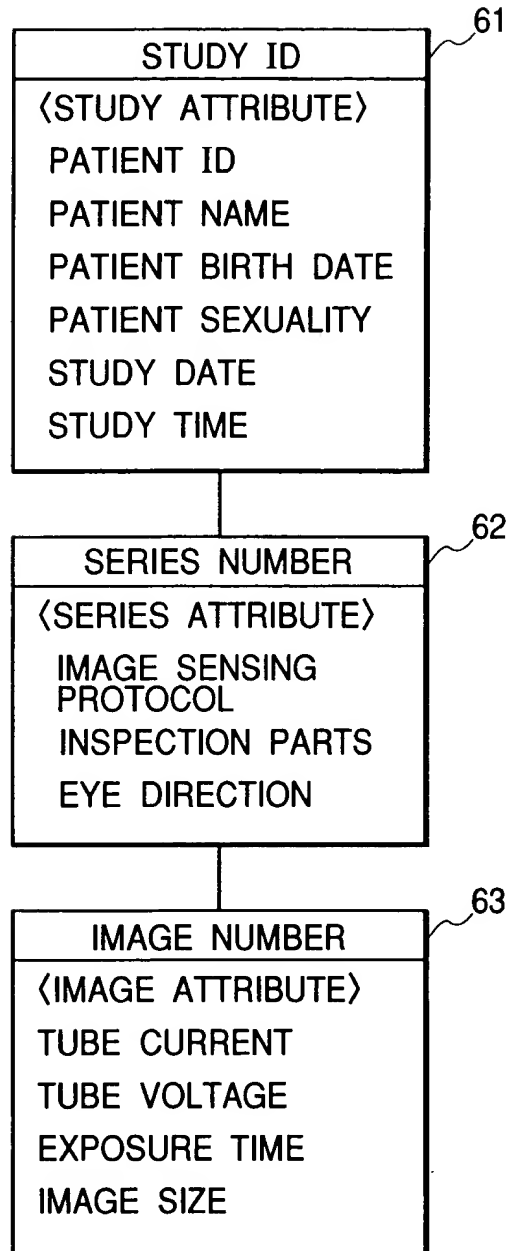 61
STUDY ID
〈STUDY ATTRIBUTE〉
PATIENT ID
PATIENT NAME
PATIENT BIRTH DATE
PATIENT SEXUALITY
STUDY DATE
STUDY TIME
62
SERIES NUMBER
〈SERIES ATTRIBUTE〉
IMAGE SENSING
PROTOCOL
INSPECTION PARTS
EYE DIRECTION
63
IMAGE NUMBER
〈IMAGE ATTRIBUTE〉
TUBE CURRENT
TUBE VOLTAGE
EXPOSURE TIME
IMAGE SIZE